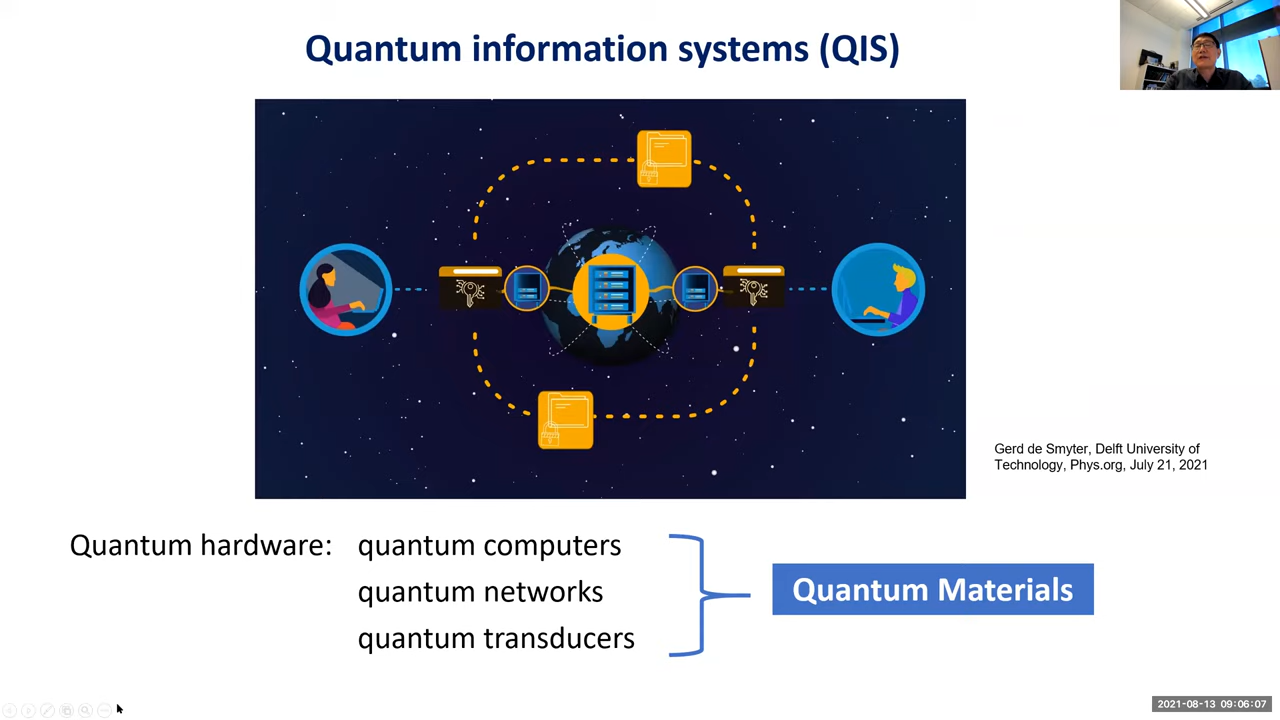 Quantum information systems (QIS)
Gerd de Smyter, Delft University of
Technology, Phys.org, July 21, 2021
Quantum hardware: quantum computers
quantum networks
quantum transducers
Quantum Materials
2021-08-13 09:06:07